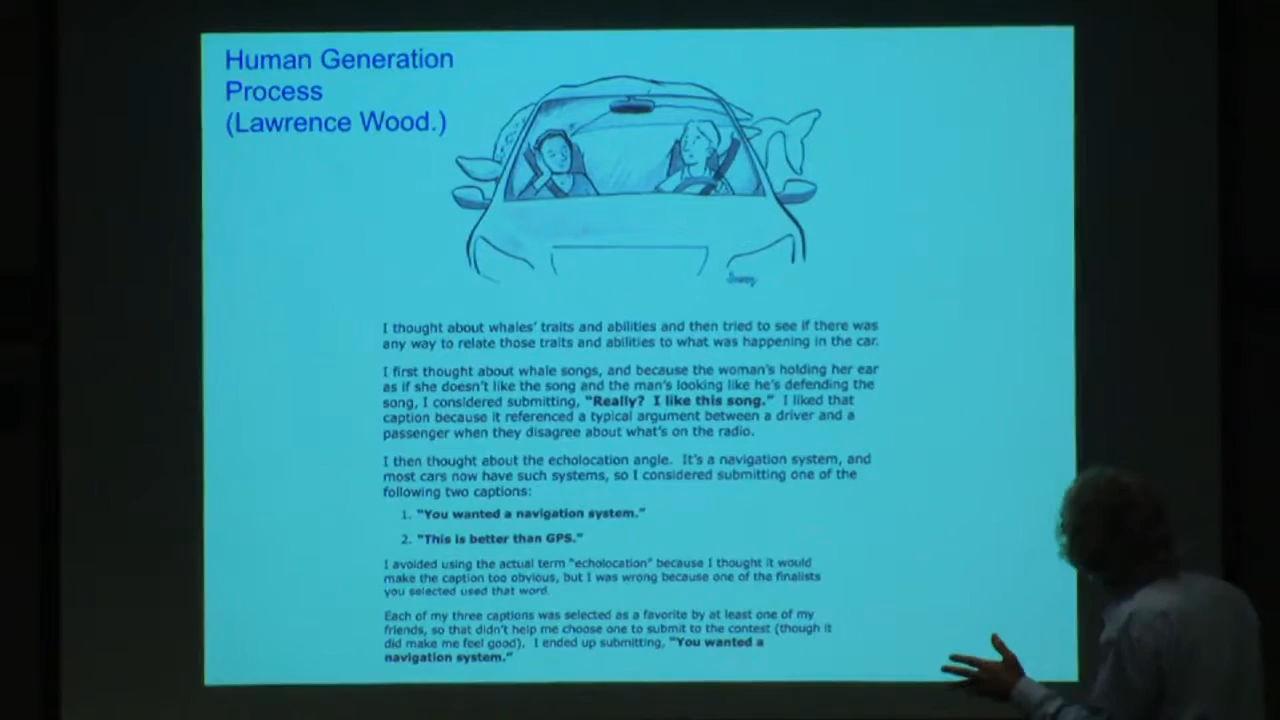 Human Generation
Process
(Lawrence Wood.)
I thought about whales' traits and abilities and then tried to see if there was
any way to relate those traits and abilities to what was happening in the car.
I first thought about whale songs, and because the woman's holding her ear
as if she doesn't like the song and the man's looking like he's defending the
song, I considered submitting, "Really? I like this song." I liked that
caption because it referenced a typical argument between a driver and a
passenger when they disagree about what's on the radio.
I then thought about the echolocation angle. It's a navigation system, and
most cars now have such systems, so I considered submitting one of the
following two captions:
1. "You wanted a navigation system."
2. "This is better than GPS."
I avoided using the actual term "echolocation" because I thought it would
make the caption too obvious, but I was wrong because one of the finalists
you selected used that word.
Each of my three captions was selected as a favorite by at least one of my
friends, so that didn't help me choose one to submit to the contest (though it
did make me feel good). I ended up submitting, "You wanted a
navigation system."